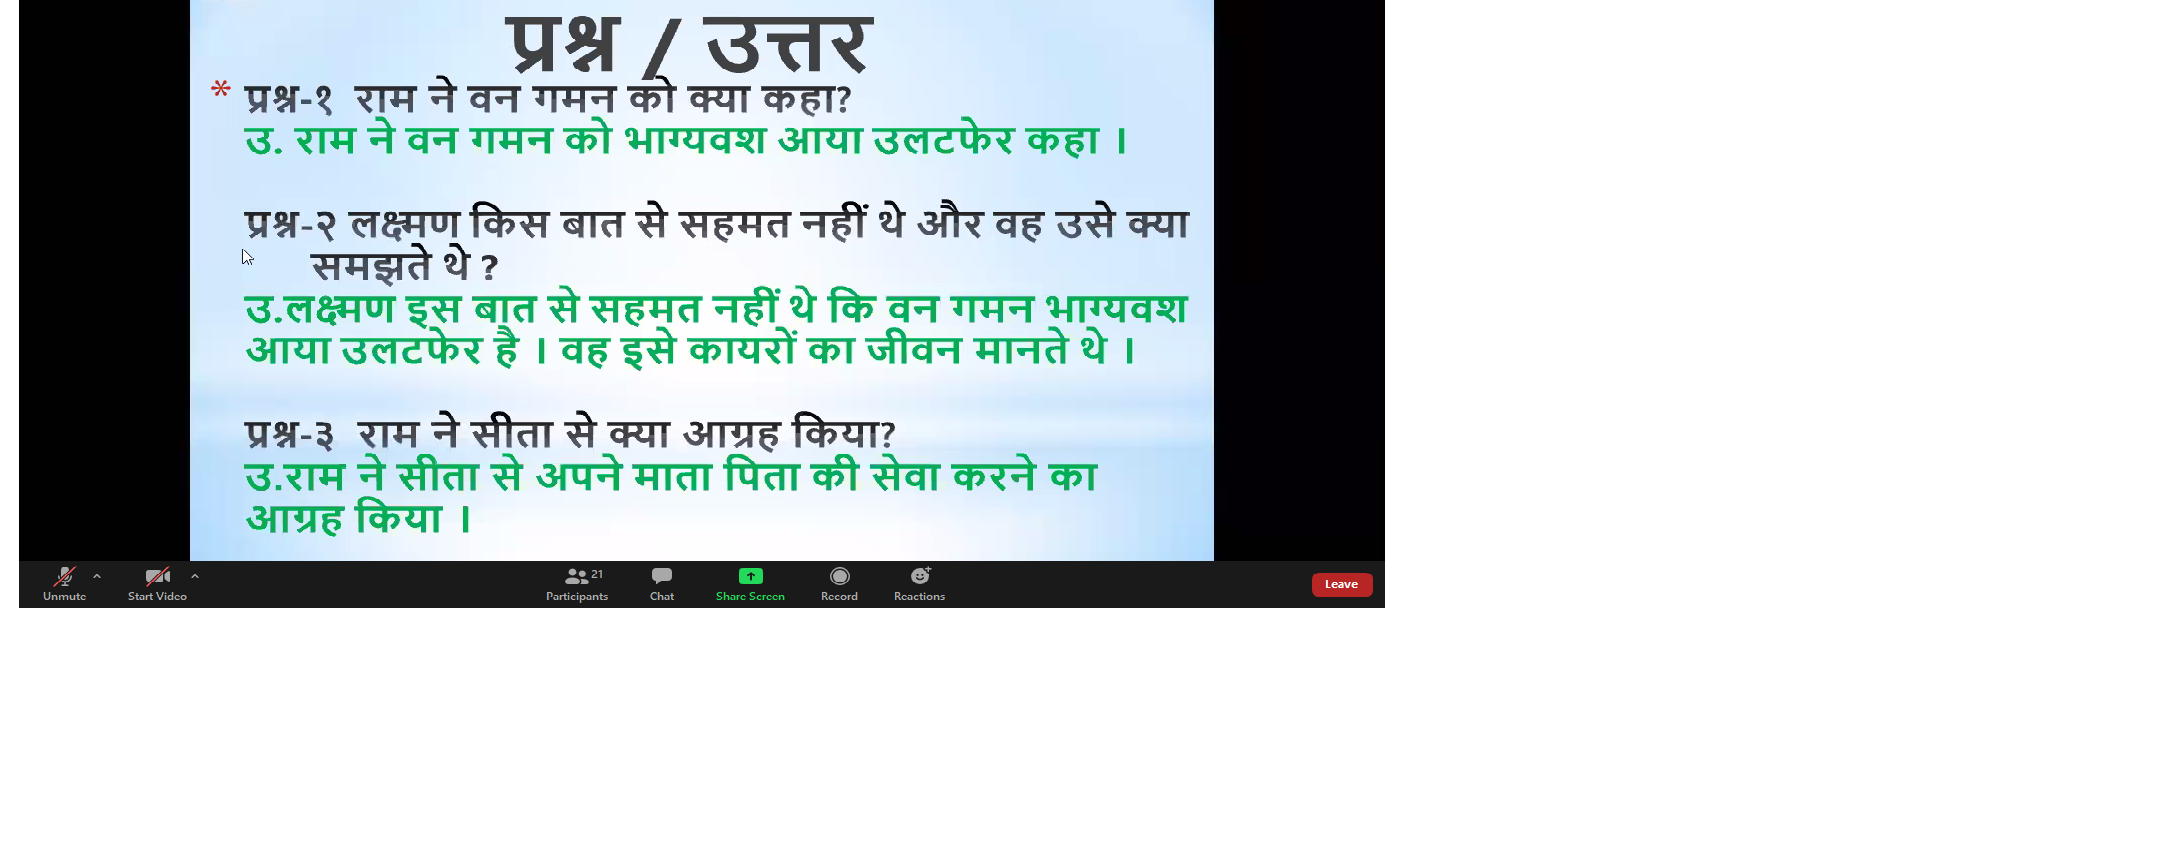 प्रश्न / उत्तर
* प्रश्न-१ राम ने वन गमन को क्या कहा?
उ. राम ने वन गमन को भाग्यवश आया उलटफेर कहा ।
प्रश्न-२ लक्ष्मण किस बात से सहमत नहीं थे और वह उसे क्या
समझते थे ?
उ.लक्ष्मण इस बात से सहमत नहीं थे कि वन गमन भाग्यवश
आया उलटफेर है । वह इसे कायरों का जीवन मानते थे ।
प्रश्न-३ राम ने सीता से क्या आग्रह किया?
उ.राम ने सीता से अपने माता पिता की सेवा करने का
आग्रह किया ।
21
Unmute Start Video Participants Chat Share Screen Record Reactions Leave